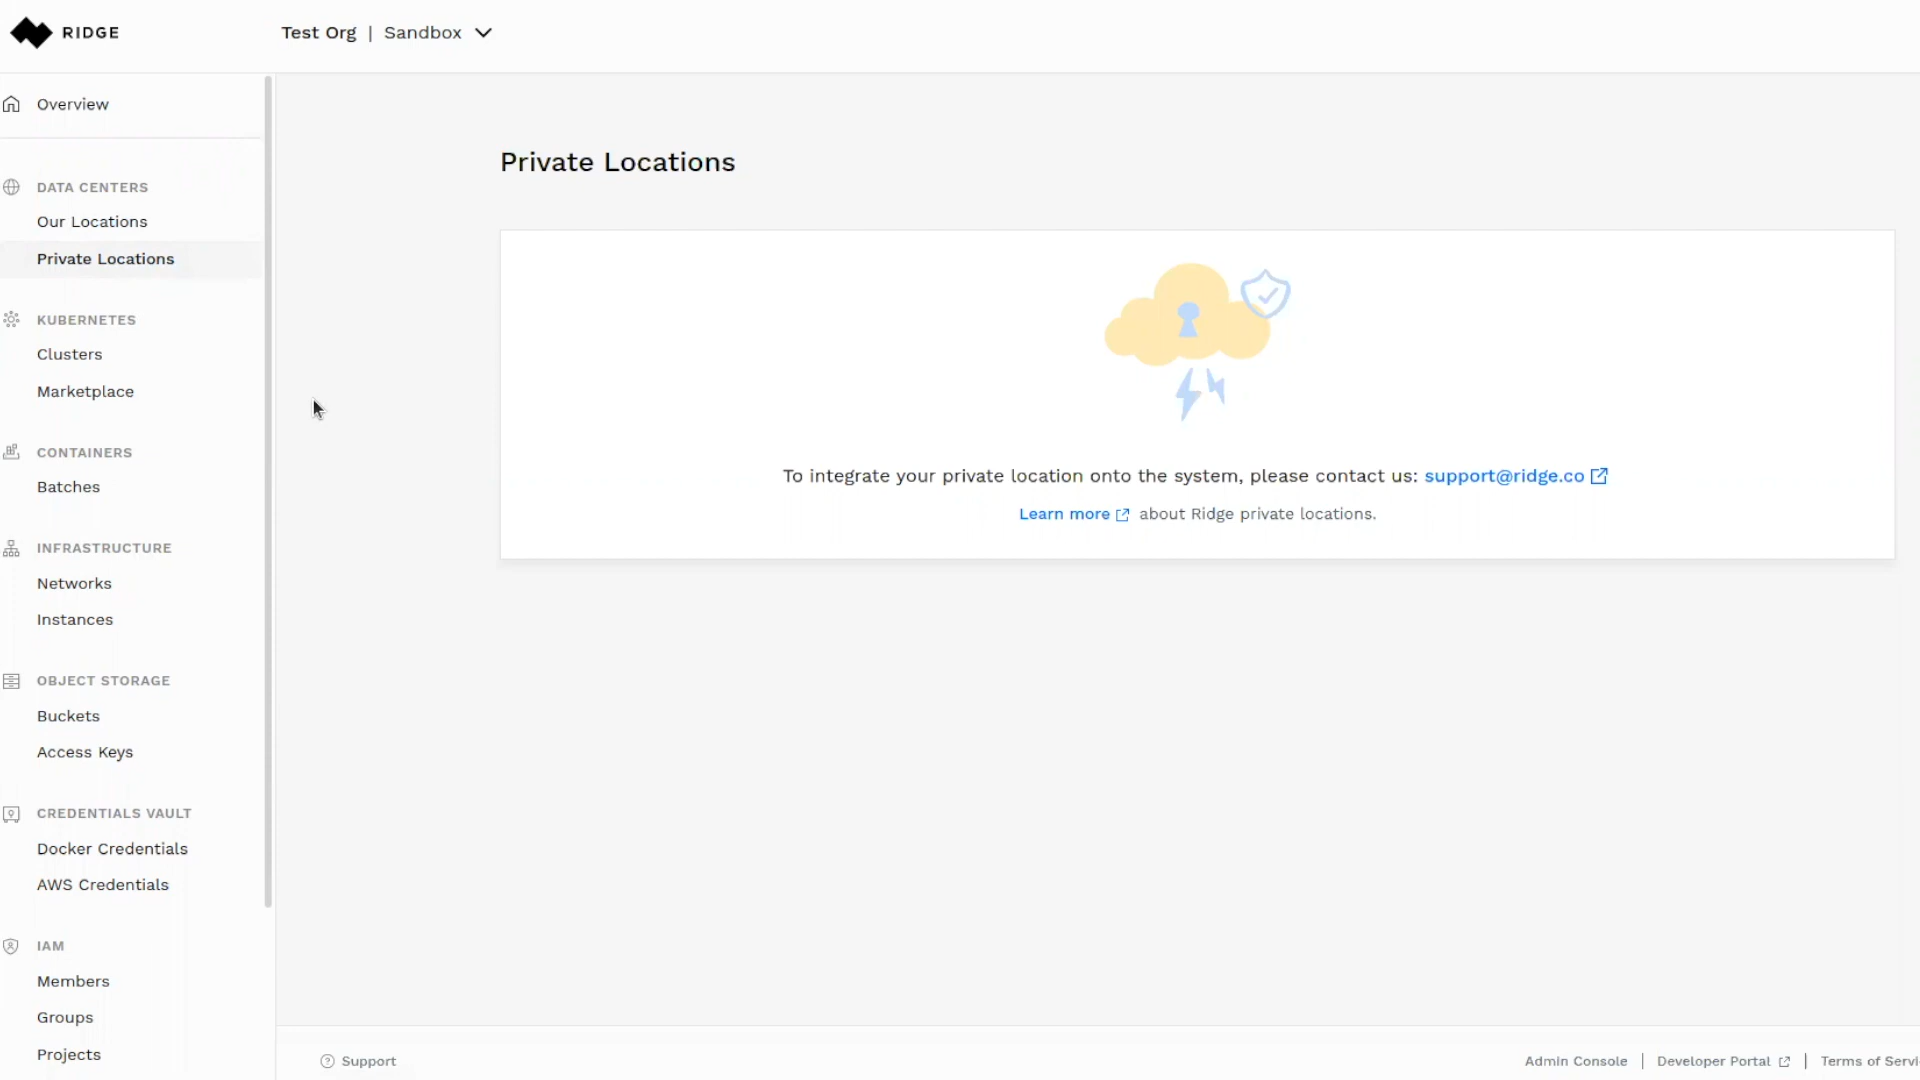 RIDGE
Test Org | Sandbox
Overview
DATA CENTERS
Our Locations
Private Locations
KUBERNETES
Clusters
Marketplace
CONTAINERS
Batches
INFRASTRUCTURE
Networks
Instances
OBJECT STORAGE
Buckets
Access Keys
CREDENTIALS VAULT
Docker Credentials
AWS Credentials
IAM
Members
Groups
Projects
Private Locations
To integrate your private location onto the system, please contact us: support@ridge.co
Learn more about Ridge private locations.
Support
Admin Console | Developer Portal | Terms of Servi